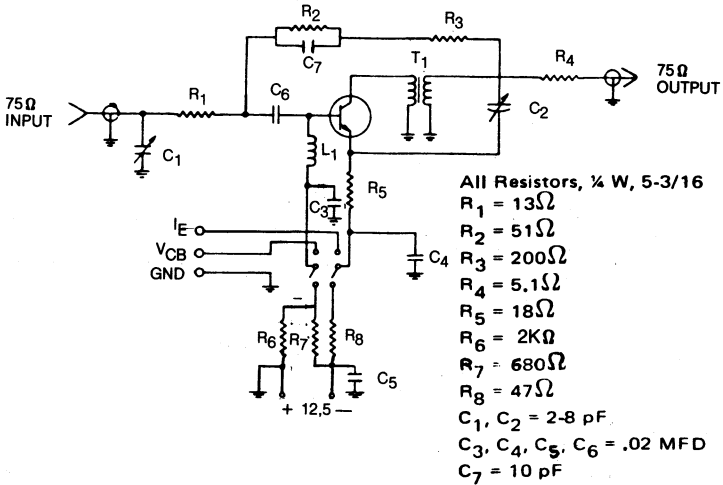 R2
R3
C7
T1
R4
75Ω
INPUT
R1
C6
C2
75Ω
OUTPUT
C1
L1
R5
C3
IE
VCB
GND
C4
R6
R7
R8
C5
+ 12,5 –
All Resistors, ¼ W, 5-3/16
R1 = 13Ω
R2 = 51Ω
R3 = 200Ω
R4 = 5.1Ω
R5 = 18Ω
R6 = 2KΩ
R7 = 680Ω
R8 = 47Ω
C1, C2 = 2-8 pF
C3, C4, C5, C6 = .02 MFD
C7 = 10 pF